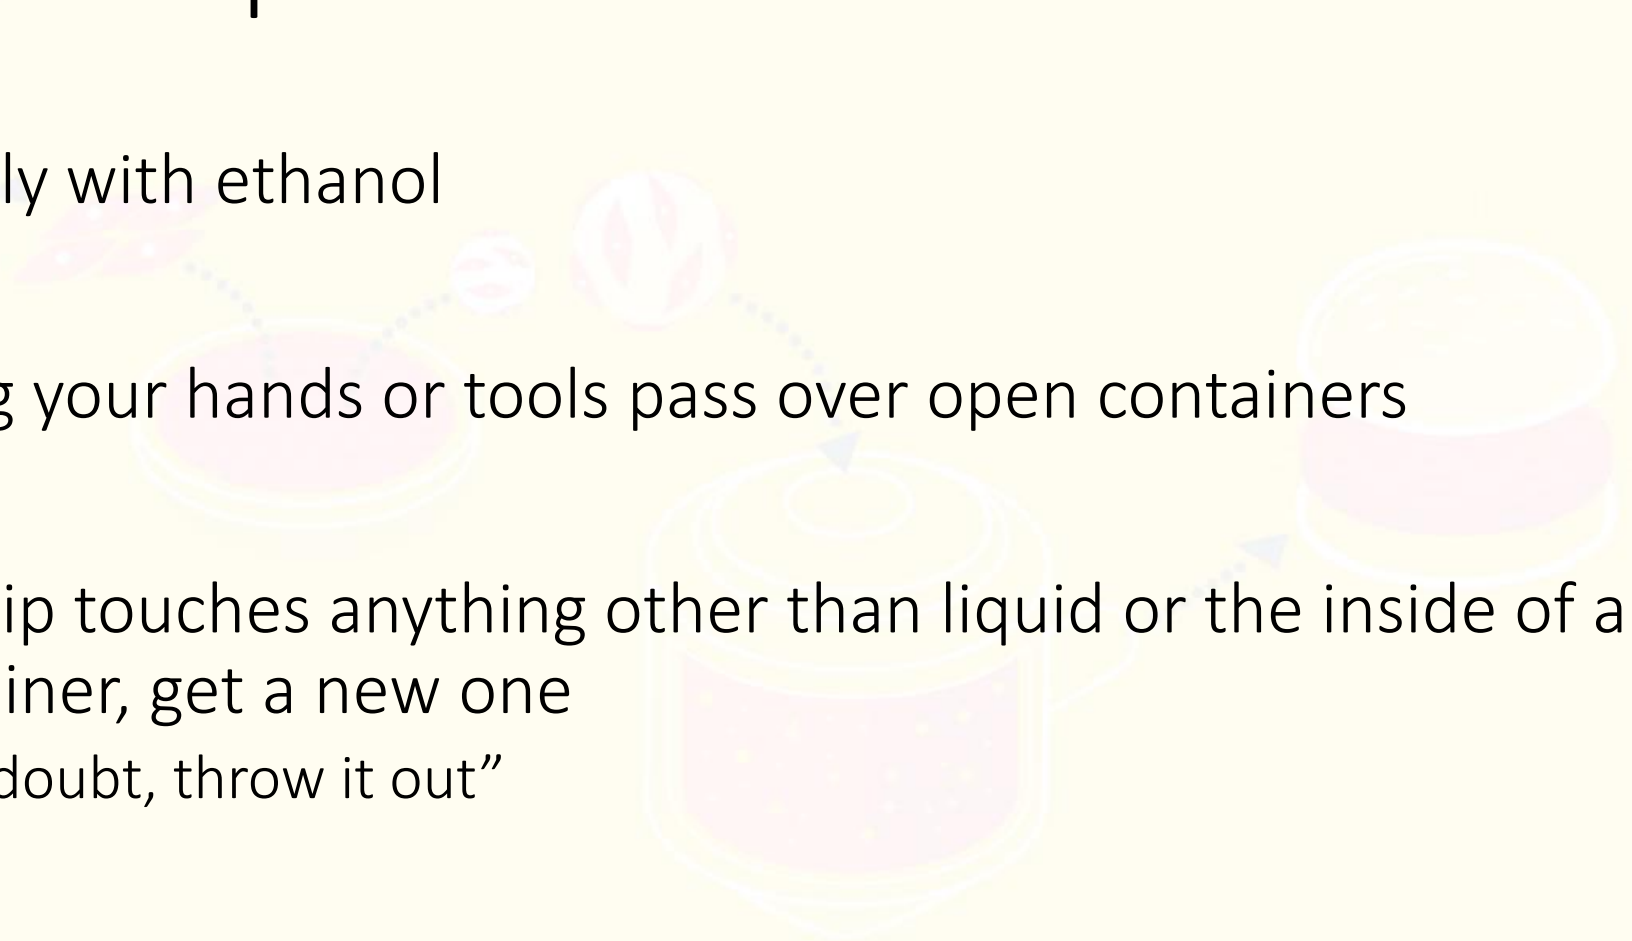 ly with ethanol
g your hands or tools pass over open containers
ip touches anything other than liquid or the inside of a
iner, get a new one
doubt, throw it out”